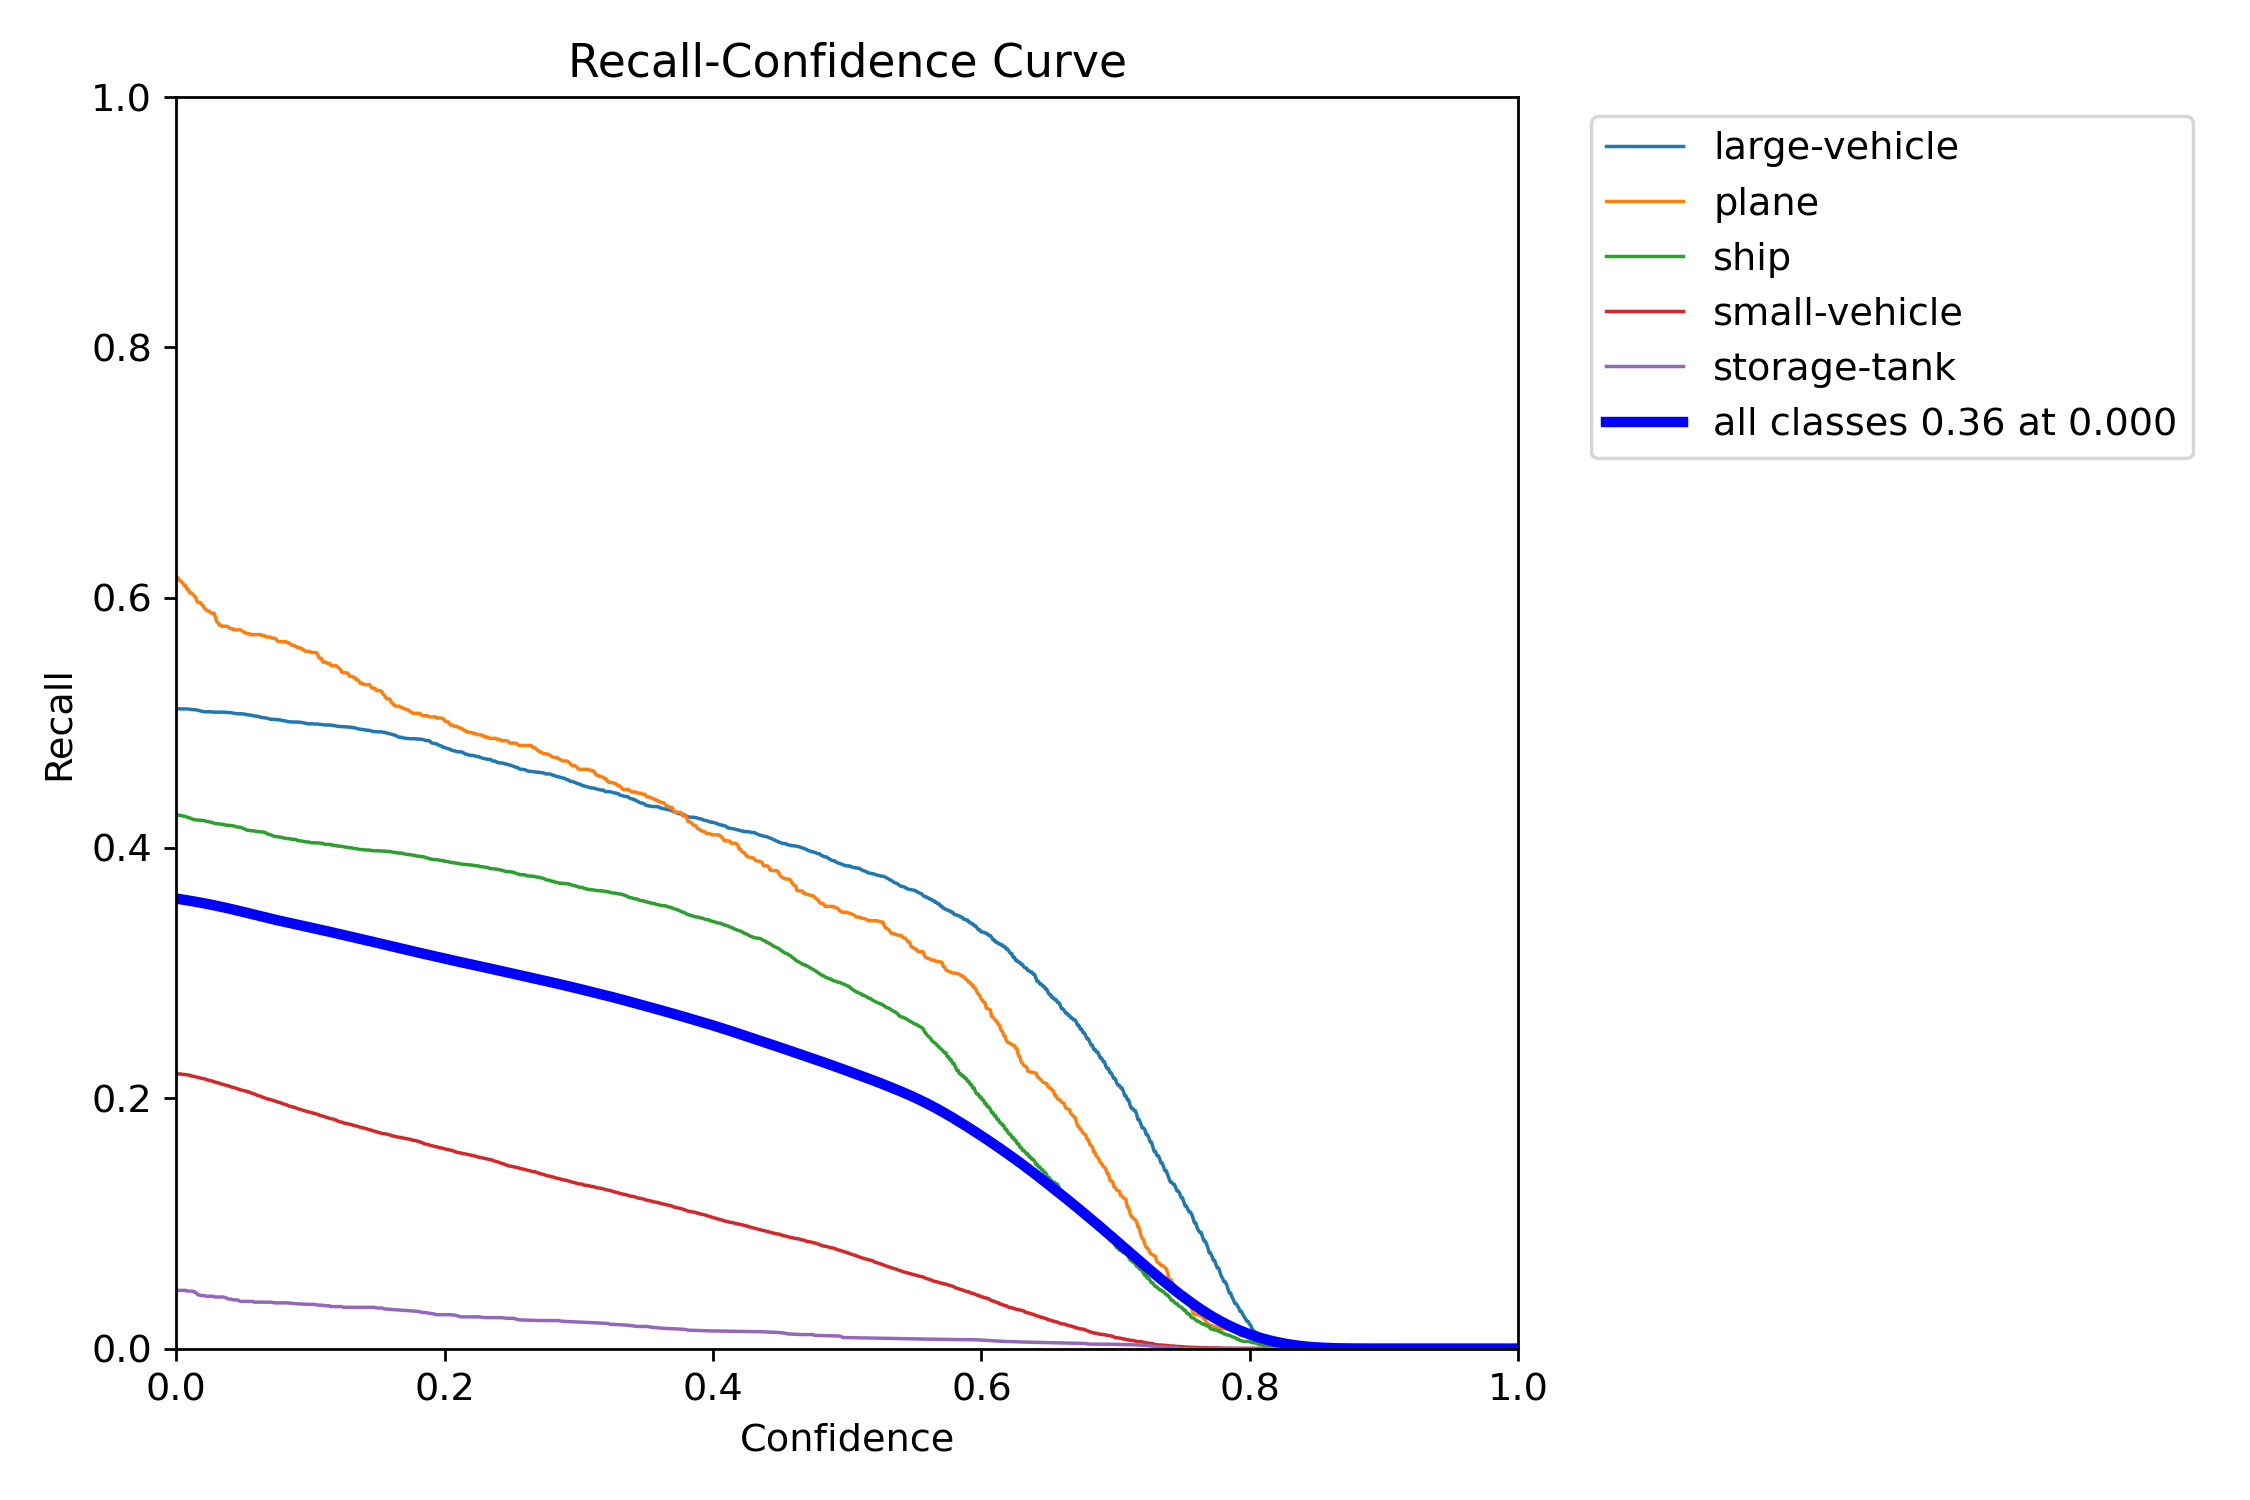 Recall-Confidence Curve
1.0
0.8
0.6
0.4
0.2
0.0
Recall
0.0 0.2 0.4 0.6 0.8 1.0
Confidence
large-vehicle
plane
ship
small-vehicle
storage-tank
all classes 0.36 at 0.000